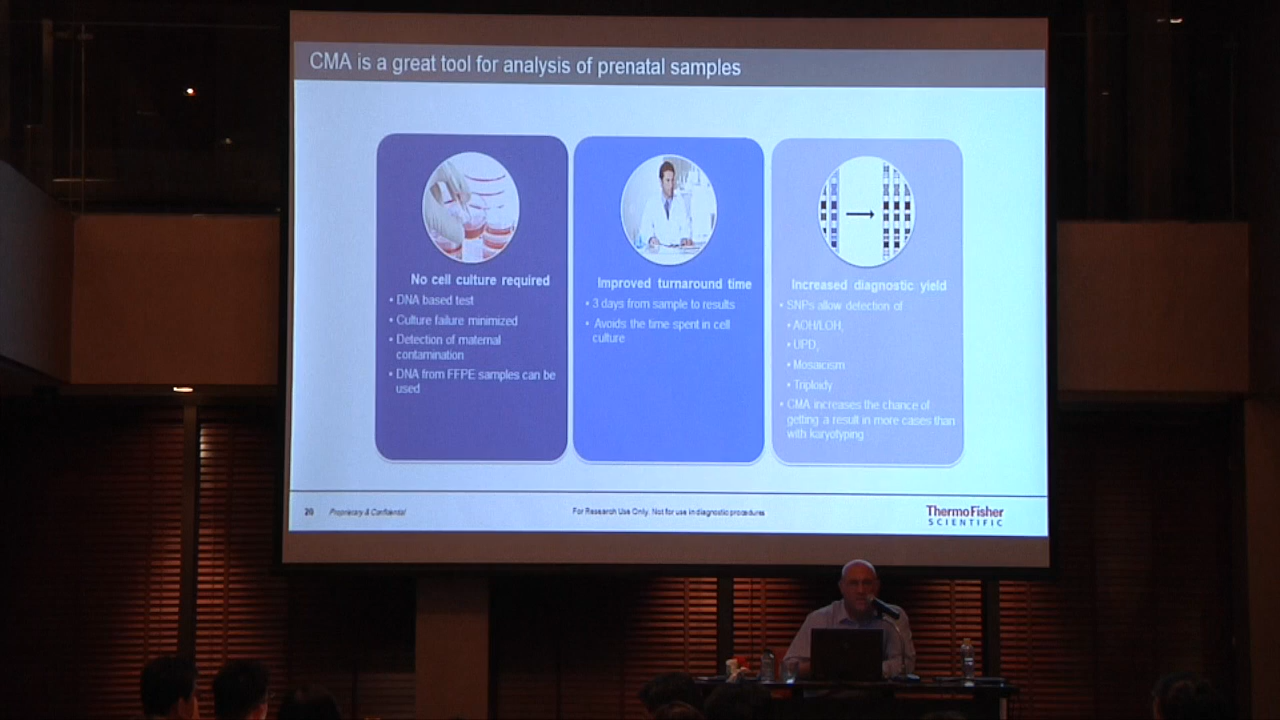 CMA is a great tool for analysis of prenatal samples
No cell culture required
• DNA based test
• Culture failure minimized
• Detection of maternal
contamination
• DNA from FFPE samples can be
used
Improved turnaround time
• 3 days from sample to results
• Avoids the time spent in cell
culture
Increased diagnostic yield
• SNPs allow detection of
• AOH/LOH,
• UPD,
• Mosaicism
• Triploidy
• CMA increases the chance of
getting a result in more cases than
with karyotyping
20 Proprietary & Confidential
For Research Use Only. Not for use in diagnostic procedures
ThermoFisher
SCIENTIFIC